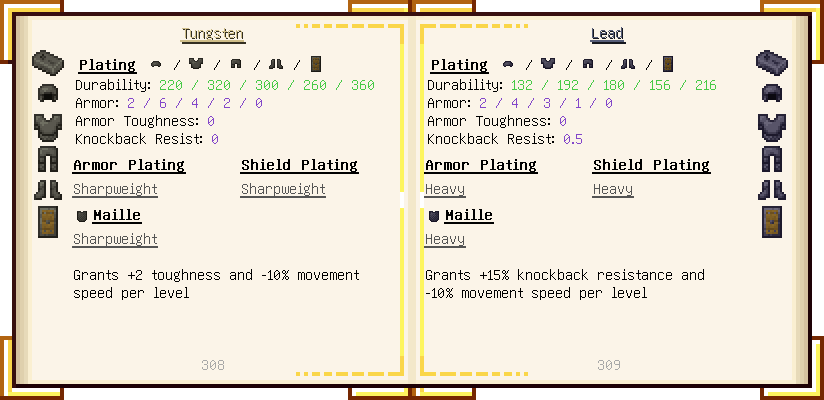 Tungsten
Plating / / / /
Durability: 220 / 320 / 300 / 260 / 360
Armor: 2 / 6 / 4 / 2 / 0
Armor Toughness: 0
Knockback Resist: 0
Armor Plating Shield Plating
Sharpweight Sharpweight
Maille
Sharpweight
Grants +2 toughness and -10% movement
speed per level
308
Lead
Plating / / / /
Durability: 132 / 192 / 180 / 156 / 216
Armor: 2 / 4 / 3 / 1 / 0
Armor Toughness: 0
Knockback Resist: 0.5
Armor Plating Shield Plating
Heavy Heavy
Maille
Heavy
Grants +15% knockback resistance and
-10% movement speed per level
309